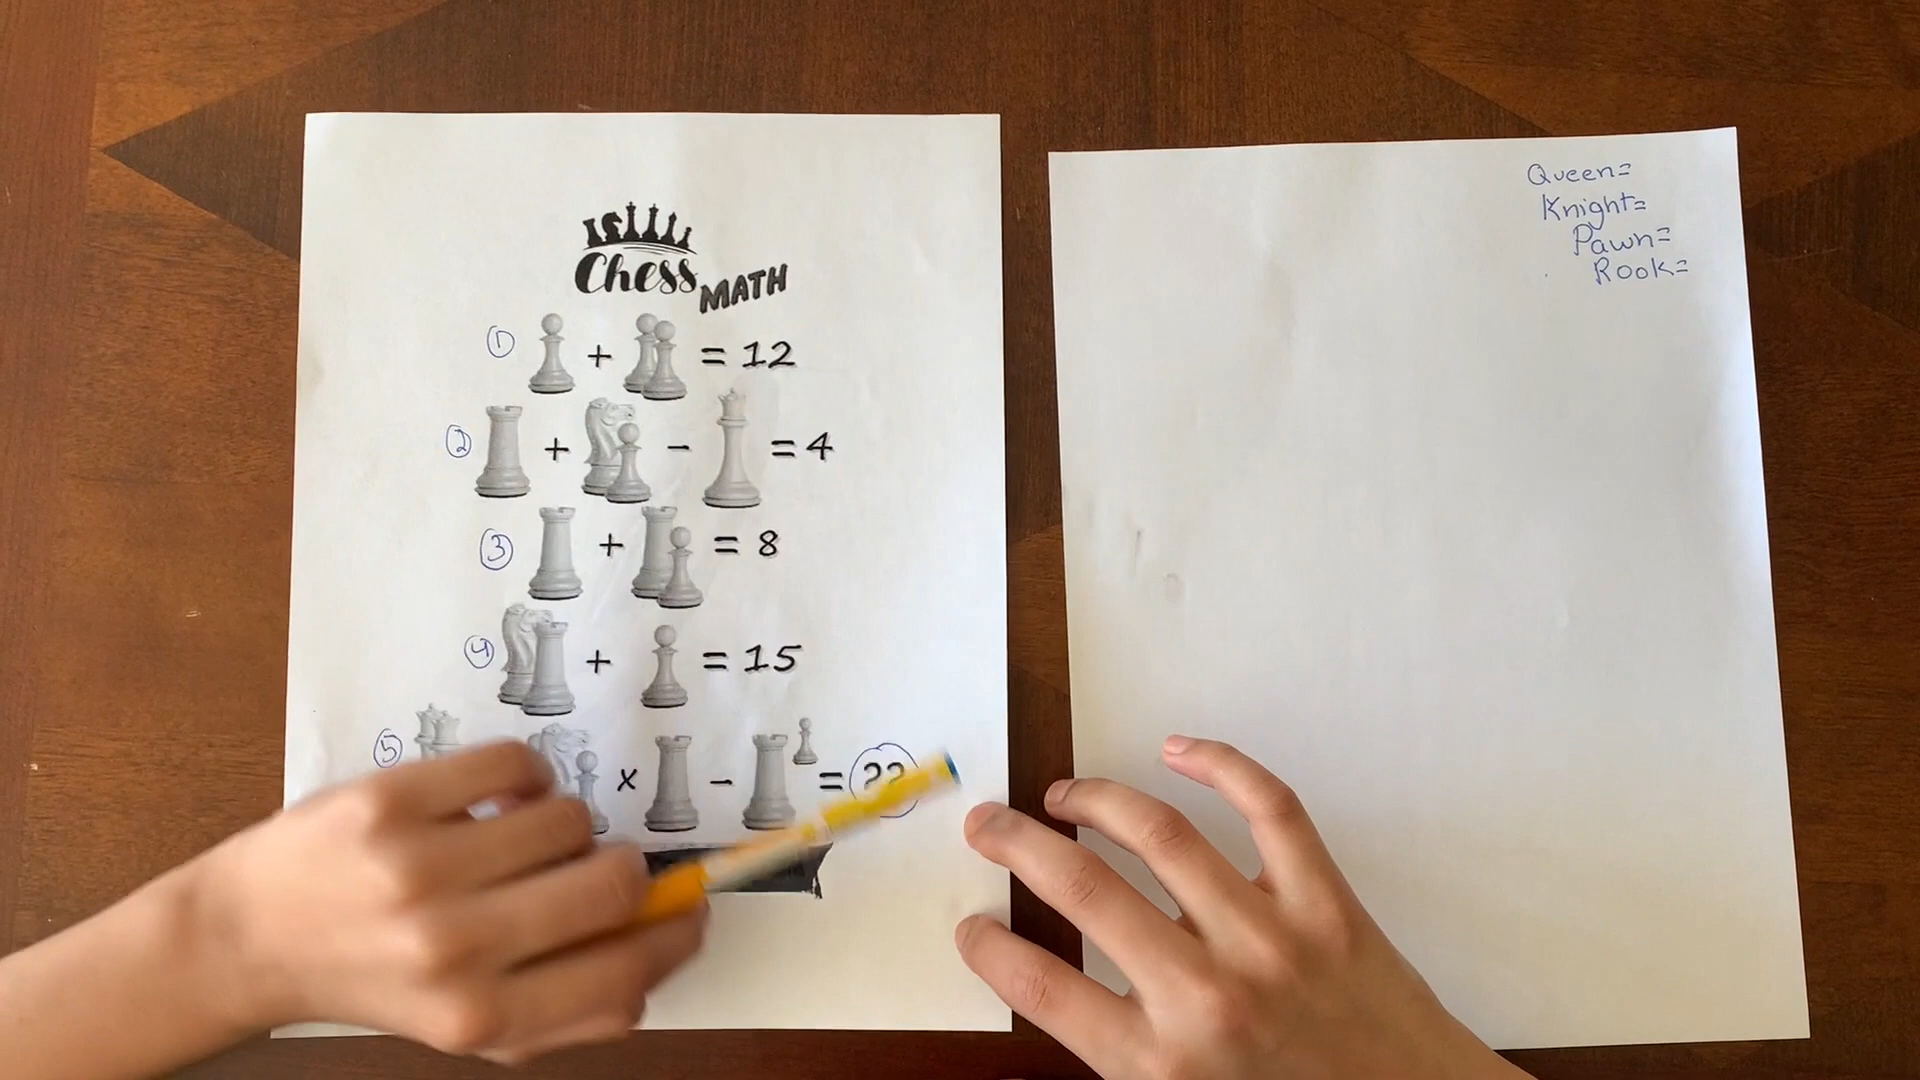 Chess MATH
① + = 12
② + - = 4
③ + = 8
④ + = 15
⑤ x - = ??
Queen=
Knight=
Pawn=
Rook=